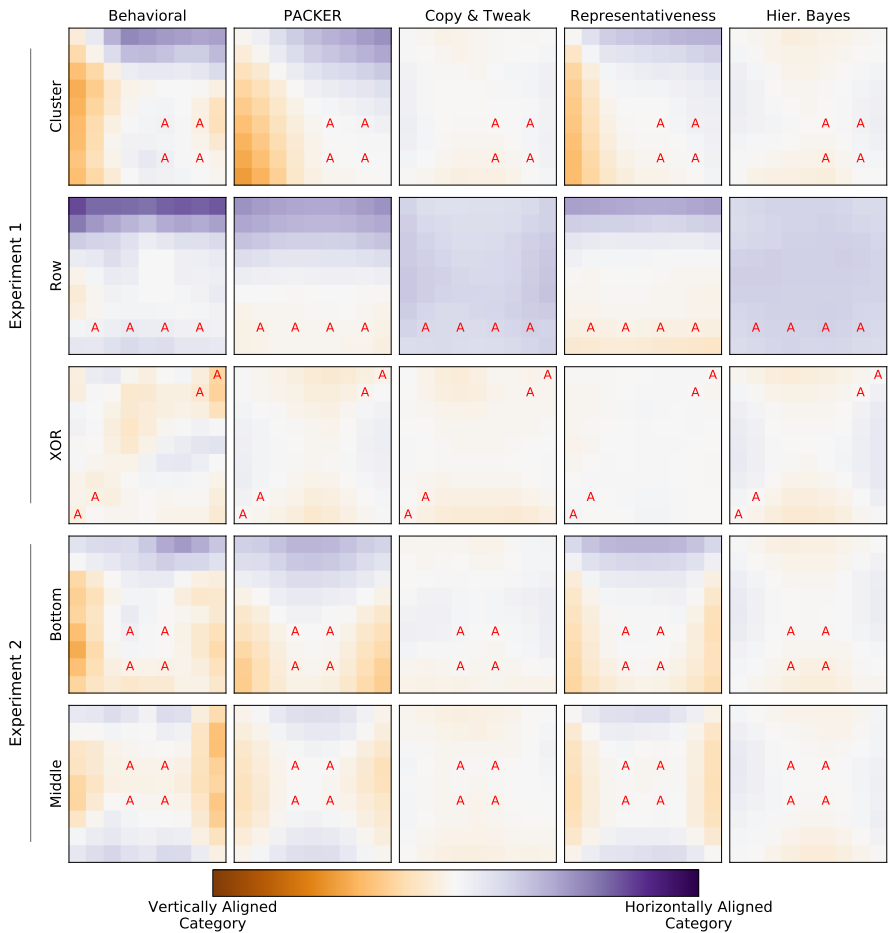 Behavioral PACKER Copy & Tweak Representativeness Hier. Bayes
Experiment 1
Cluster
A A A A A A A A A A
A A A A A A A A A A
Row
A A A A A A A A A A A A A A A A A A A A
XOR
A A A A A
A A A A A
A A A A A
A A A A A
Experiment 2
Bottom
A A A A A A A A A A
A A A A A A A A A A
Middle
A A A A A A A A A A
A A A A A A A A A A
Vertically Aligned
Category
Horizontally Aligned
Category